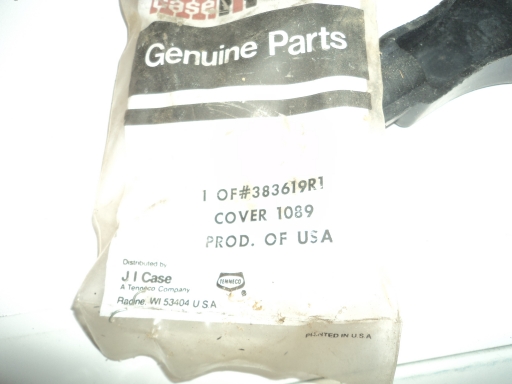 case IH
Genuine Parts
1 OF#383619R1
COVER 1089
PROD. OF USA
Distributed by
J I Case
A Tenneco Company
Racine, WI 53404 U.S.A.
TENNECO
PRINTED IN U.S.A.